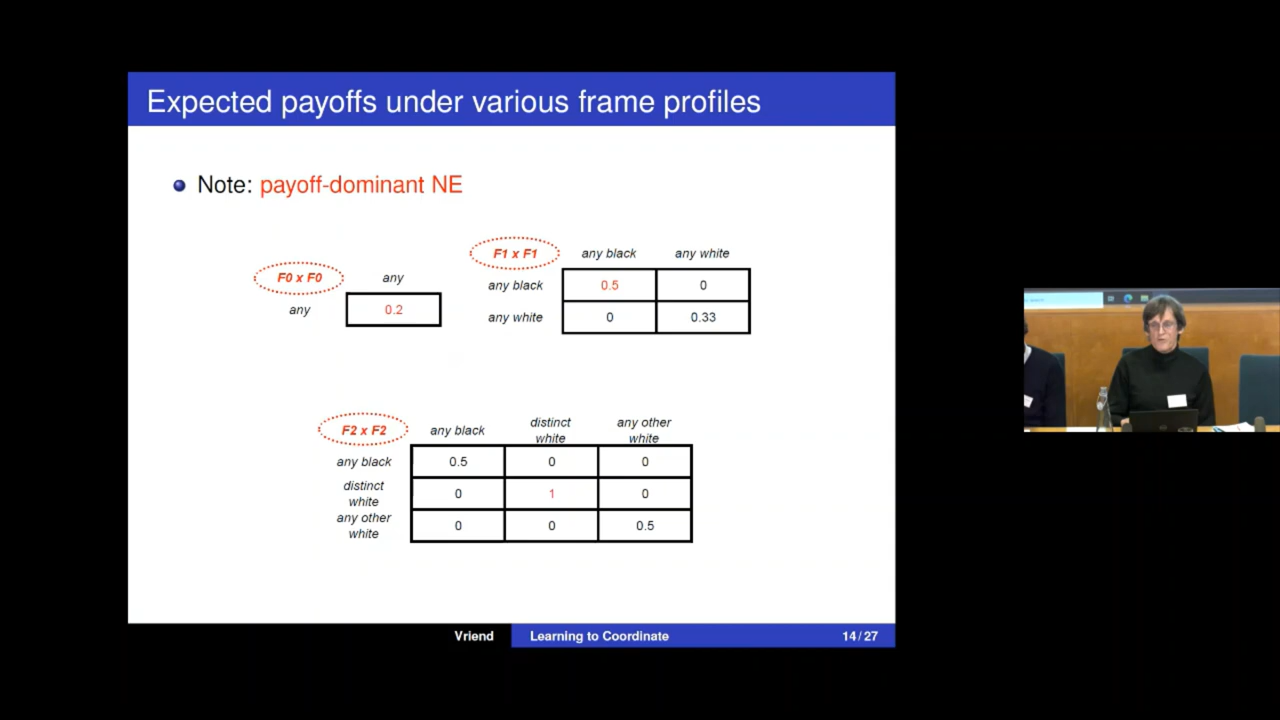 Expected payoffs under various frame profiles
Note: payoff-dominant NE
F0 x F0 any
any 0.2
F1 x F1 any black any white
any black 0.5 0
any white 0 0.33
F2 x F2 any black distinct white any other white
any black 0.5 0 0
distinct white 0 1 0
any other white 0 0 0.5
Vriend Learning to Coordinate 14 / 27